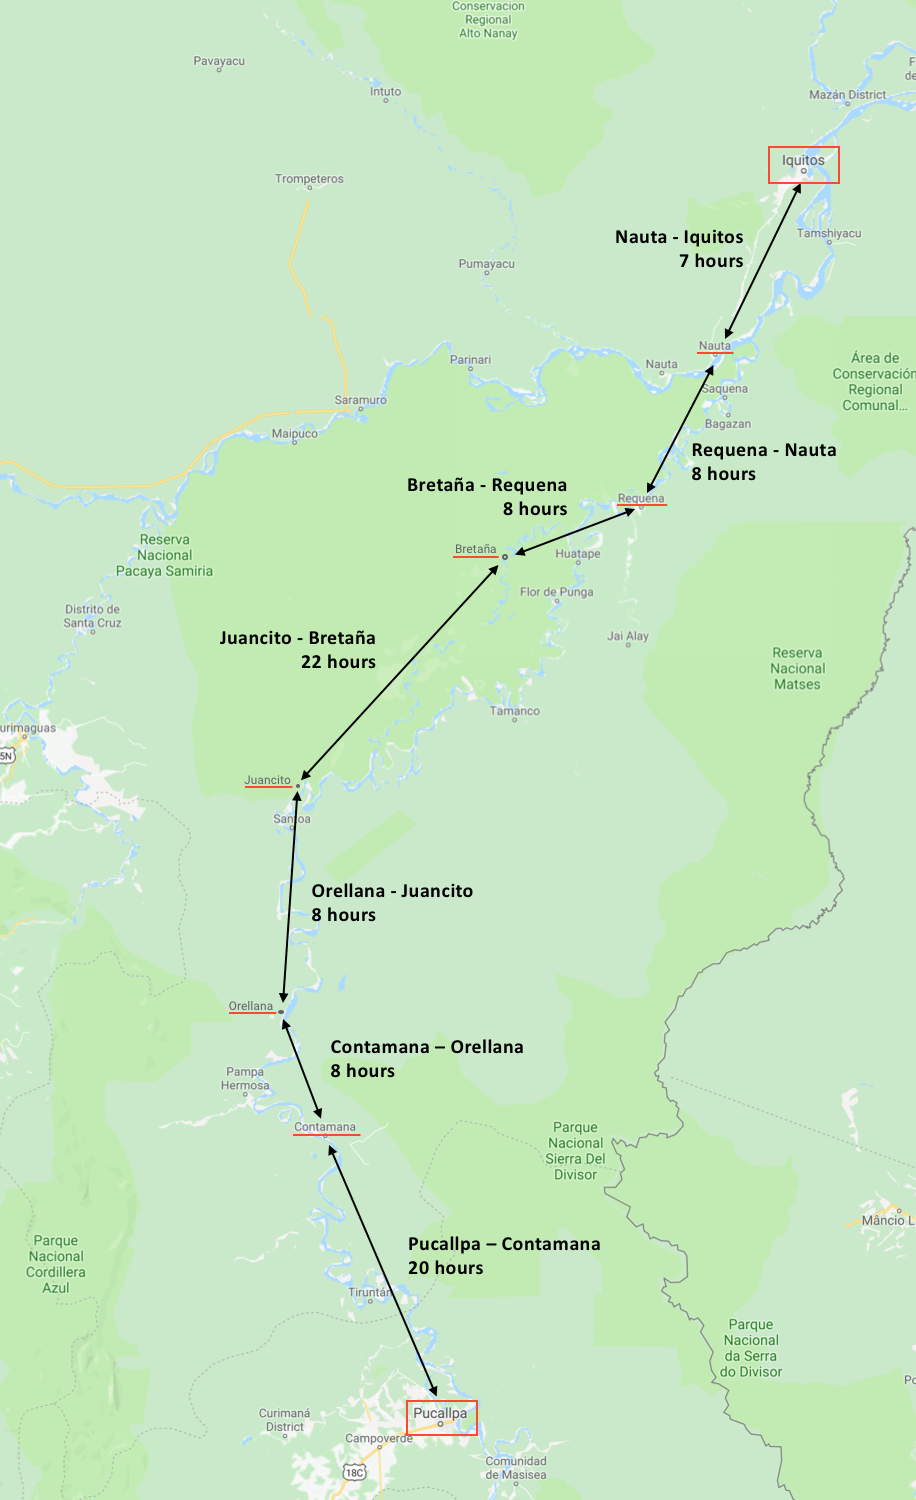 Conservacion
Regional
Alto Nanay
Pavayacu
Intuto
Mazán District
Iquitos
Trompeteros
Nauta - Iquitos
7 hours
Tamshiyacu
Pumayacu
Nauta
Parinari
Nauta
Área de
Conservación
Regional
Comunal...
Saquena
Saramuro
Bagazan
Maipuco
Requena - Nauta
8 hours
Bretaña - Requena
8 hours
Requena
Reserva
Nacional
Pacaya Samiria
Bretaña
Huatape
Flor de Punga
Distrito de
Santa Cruz
Juancito - Bretaña
22 hours
Jai Alay
Reserva
Nacional
Matses
Tamanco
urimaguas
5N
Juancito
Orellana - Juancito
8 hours
Orellana
Contamana – Orellana
8 hours
Pampa
Hermosa
Contamana
Parque
Nacional
Sierra Del
Divisor
Mâncio L
Parque
Nacional
Cordillera
Azul
Pucallpa – Contamana
20 hours
Tiruntán
Parque
Nacional
da Serra
do Divisor
Pucallpa
Curimaná
District
Campoverde
18C
Comunidad
de Masisea